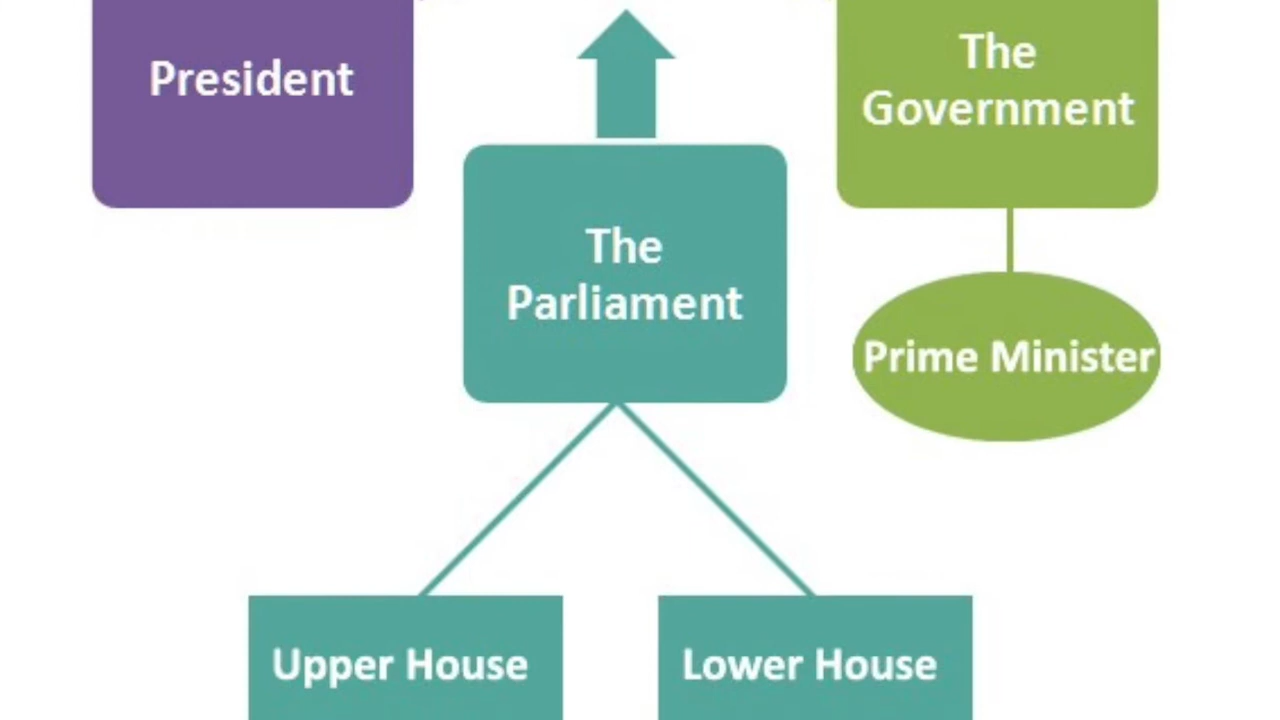 President
The
Government
The
Parliament
Prime Minister
Upper House
Lower House